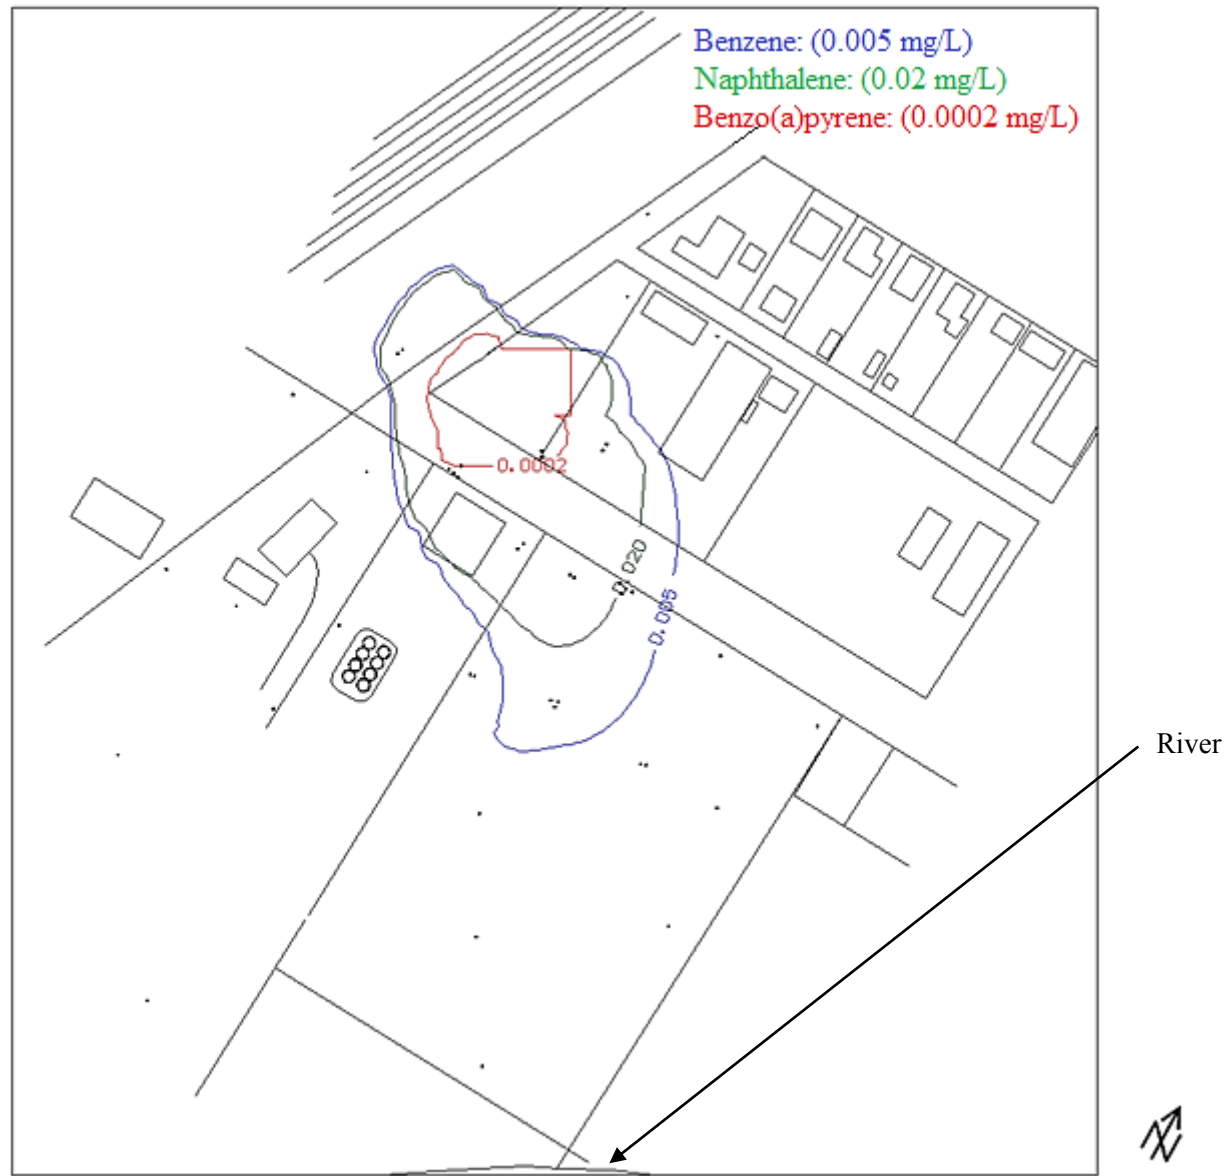 Benzene: (0.005 mg/L)
Naphthalene: (0.02 mg/L)
Benzo(a)pyrene: (0.0002 mg/L)
0.0002
0.020
0.005
River
N